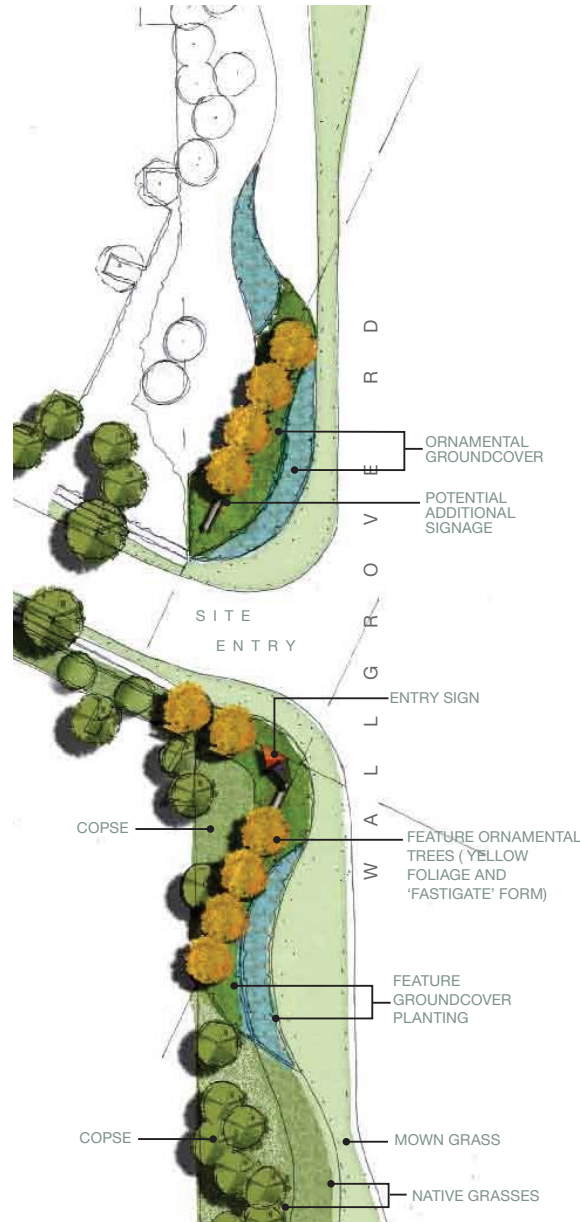 ORNAMENTAL
GROUNDCOVER
POTENTIAL
ADDITIONAL
SIGNAGE
SITE
ENTRY
WALLGROVE RD
ENTRY SIGN
COPSE
FEATURE ORNAMENTAL
TREES ( YELLOW
FOLIAGE AND
‘FASTIGATE’ FORM)
FEATURE
GROUNDCOVER
PLANTING
COPSE
MOWN GRASS
NATIVE GRASSES